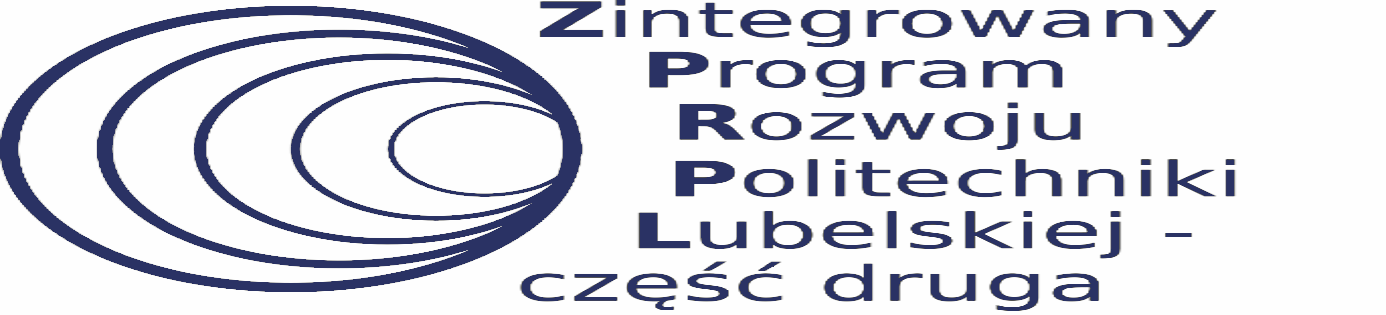 Zintegrowany
Program
Rozwoju
Politechniki
Lubelskiej -
część druga